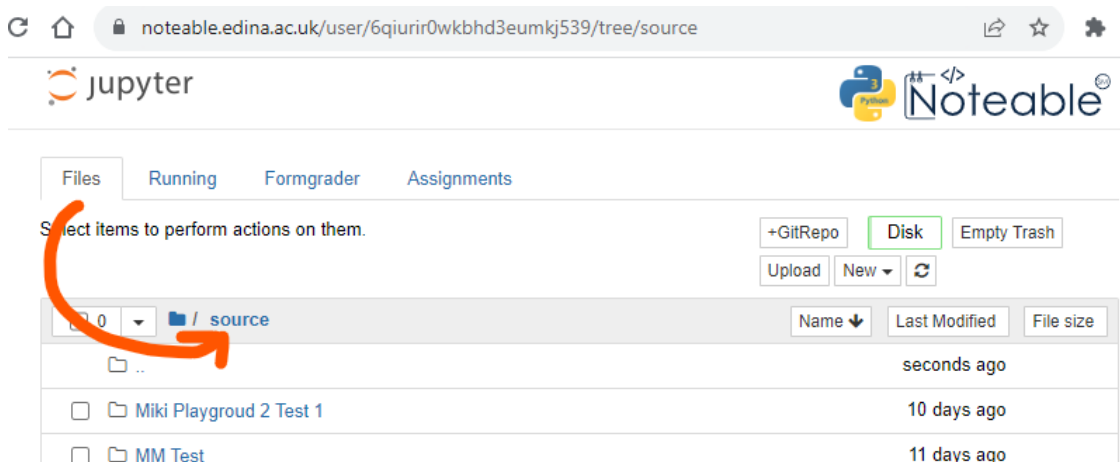 noteable.edina.ac.uk/user/6qiurir0wkbhd3eumkj539/tree/source
jupyter
3
Python
</>
Noteable
SM
Files Running Formgrader Assignments
Select items to perform actions on them.
+GitRepo Disk Empty Trash
Upload New
0 / source Name Last Modified File size
.. seconds ago
Miki Playgroud 2 Test 1 10 days ago
MM Test 11 days ago